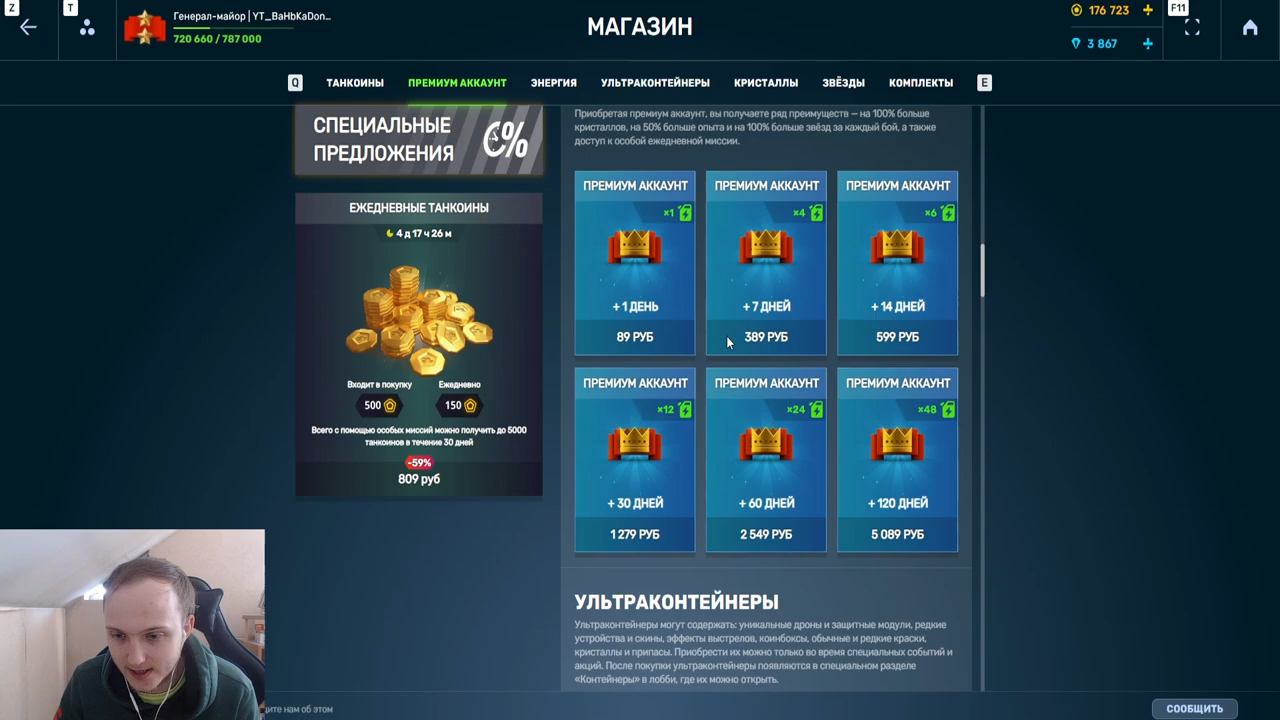 Z
T
Генерал-майор | YT_BaHbKaDon...
720 660 / 787 000
МАГАЗИН
176 723
3 867
F11
Q
ТАНКОИНЫ
ПРЕМИУМ АККАУНТ
ЭНЕРГИЯ
УЛЬТРАКОНТЕЙНЕРЫ
КРИСТАЛЛЫ
ЗВЁЗДЫ
КОМПЛЕКТЫ
E
СПЕЦИАЛЬНЫЕ
ПРЕДЛОЖЕНИЯ
%
ЕЖЕДНЕВНЫЕ ТАНКОИНЫ
4 д 17 ч 26 м
Входит в покупку
Ежедневно
500
150
Всего с помощью особых миссий можно получить до 5000
танкоинов в течение 30 дней
-59%
809 руб
Приобретая премиум аккаунт, вы получаете ряд преимуществ — на 100% больше
кристаллов, на 50% больше опыта и на 100% больше звёзд за каждый бой, а также
доступ к особой ежедневной миссии.
ПРЕМИУМ АККАУНТ
×1
+ 1 ДЕНЬ
89 РУБ
ПРЕМИУМ АККАУНТ
×4
+ 7 ДНЕЙ
389 РУБ
ПРЕМИУМ АККАУНТ
×6
+ 14 ДНЕЙ
599 РУБ
ПРЕМИУМ АККАУНТ
×12
+ 30 ДНЕЙ
1 279 РУБ
ПРЕМИУМ АККАУНТ
×24
+ 60 ДНЕЙ
2 549 РУБ
ПРЕМИУМ АККАУНТ
×48
+ 120 ДНЕЙ
5 089 РУБ
УЛЬТРАКОНТЕЙНЕРЫ
Ультраконтейнеры могут содержать: уникальные дроны и защитные модули, редкие
устройства и скины, эффекты выстрелов, коинбоксы, обычные и редкие краски,
кристаллы и припасы. Приобрести их можно только во время специальных событий и
акций. После покупки ультраконтейнеры появляются в специальном разделе
«Контейнеры» в лобби, где их можно открыть.
нам об этом
СООБЩИТЬ